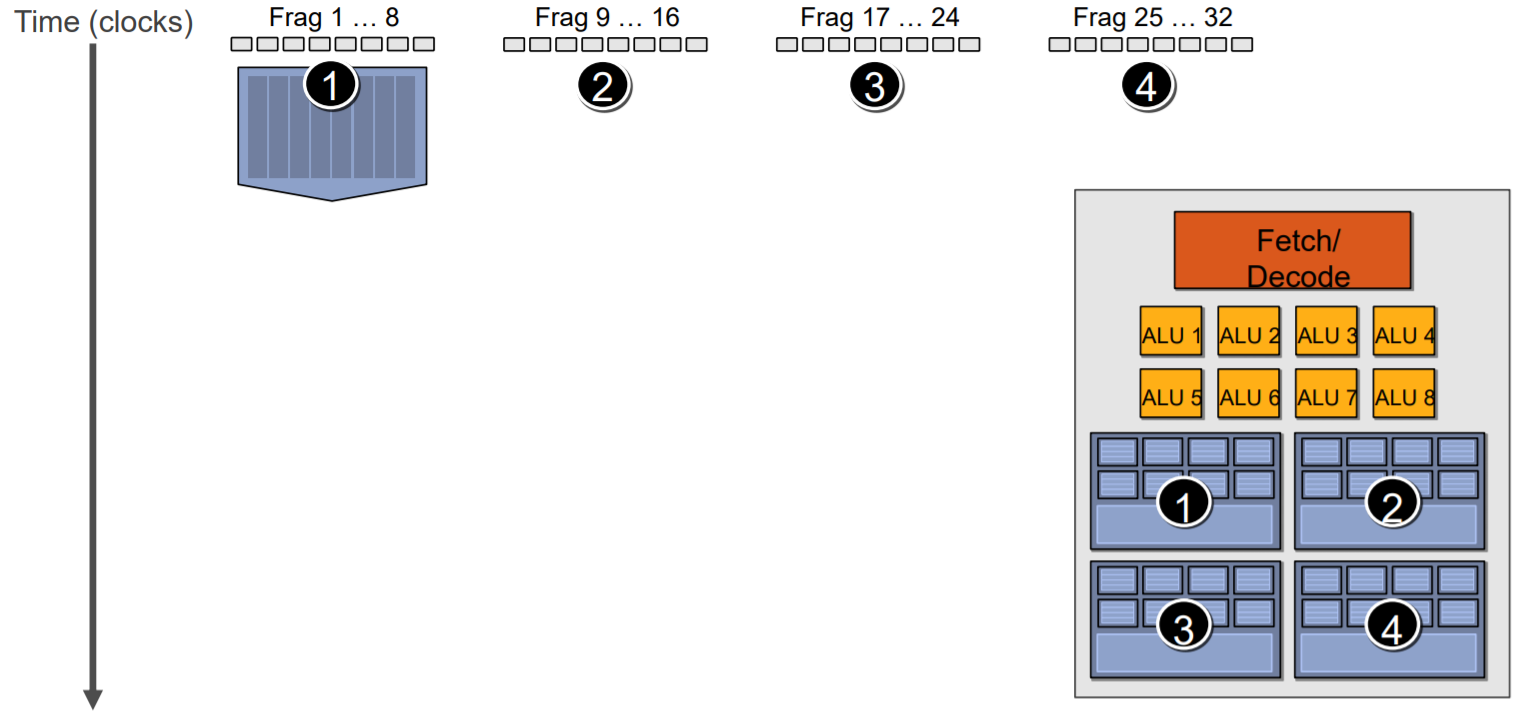 Time (clocks)
Frag 1 … 8
Frag 9 … 16
Frag 17 … 24
Frag 25 … 32
1
2
3
4
Fetch/
Decode
ALU 1
ALU 2
ALU 3
ALU 4
ALU 5
ALU 6
ALU 7
ALU 8
1
2
3
4